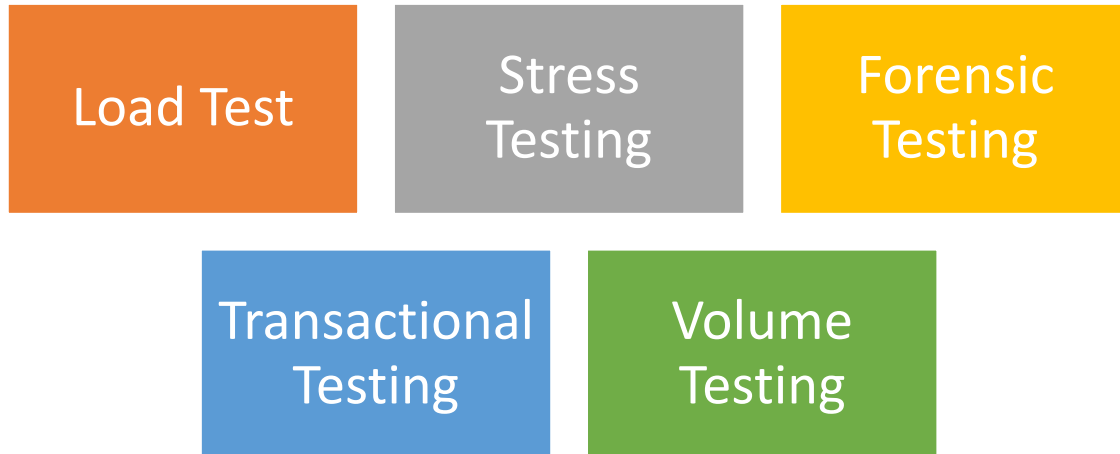 Load Test
Stress
Testing
Forensic
Testing
Transactional
Testing
Volume
Testing